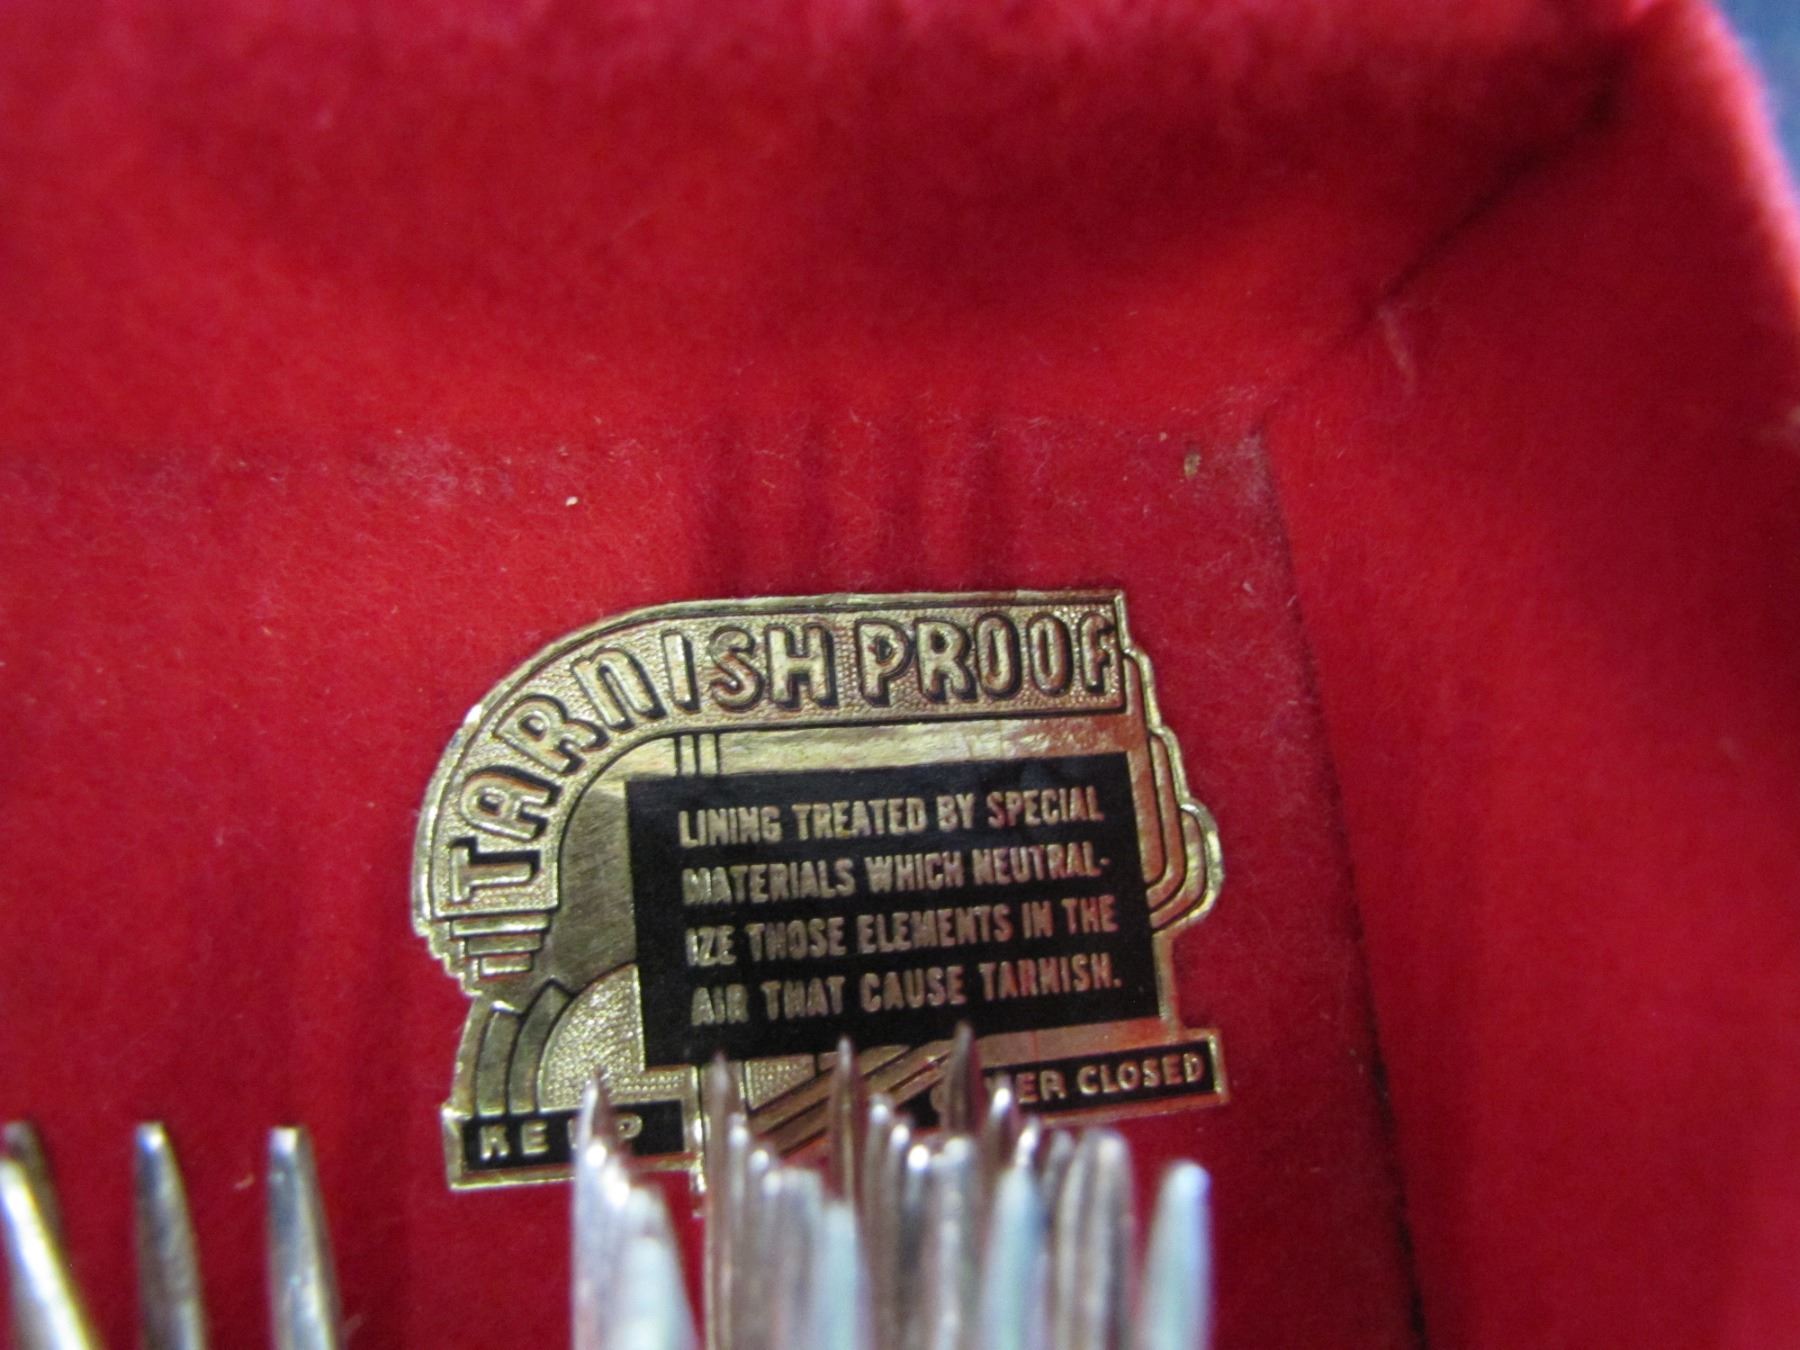 TARNISH PROOF
LINING TREATED BY SPECIAL
MATERIALS WHICH NEUTRAL-
IZE THOSE ELEMENTS IN THE
AIR THAT CAUSE TARNISH.
KEEP CLOSED